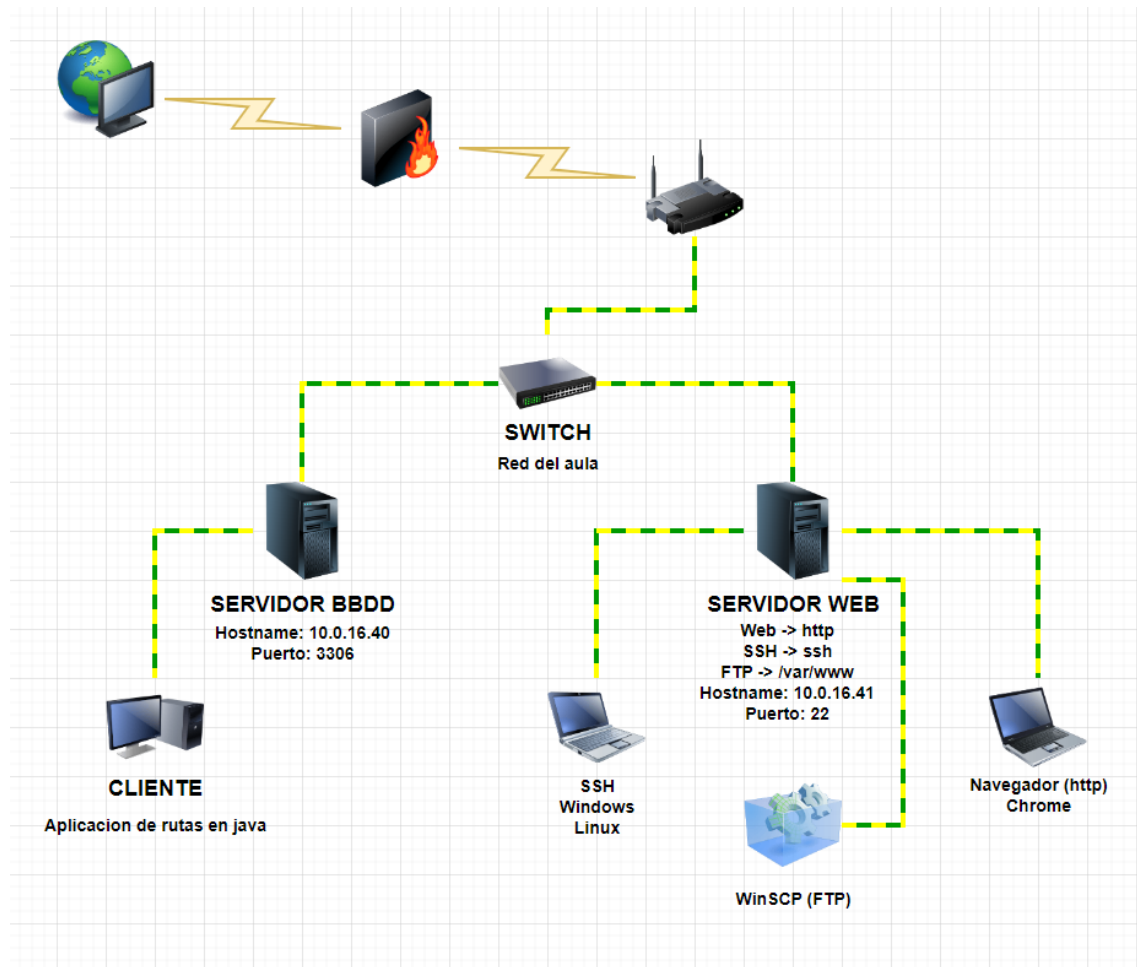 SWITCH
Red del aula
SERVIDOR BBDD
Hostname: 10.0.16.40
Puerto: 3306
SERVIDOR WEB
Web -> http
SSH -> ssh
FTP -> /var/www
Hostname: 10.0.16.41
Puerto: 22
CLIENTE
Aplicacion de rutas en java
SSH
Windows
Linux
WinSCP (FTP)
Navegador (http)
Chrome